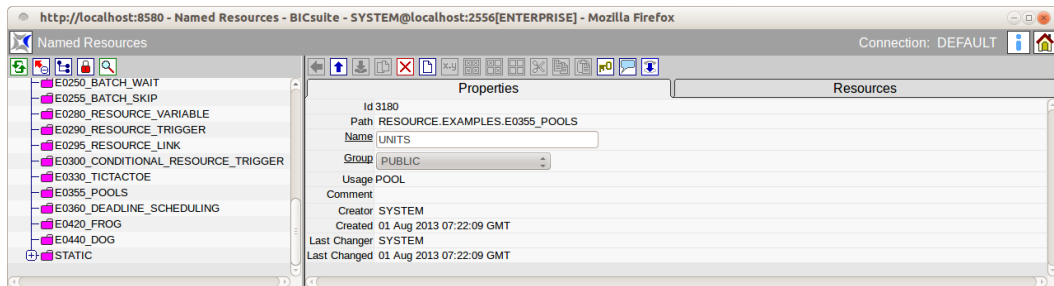 http://localhost:8580 - Named Resources - BICsuite - SYSTEM@localhost:2556[ENTERPRISE] - Mozilla Firefox
Named Resources
Connection: DEFAULT
E0250_BATCH_WAIT
E0255_BATCH_SKIP
E0280_RESOURCE_VARIABLE
E0290_RESOURCE_TRIGGER
E0295_RESOURCE_LINK
E0300_CONDITIONAL_RESOURCE_TRIGGER
E0330_TICTACTOE
E0355_POOLS
E0360_DEADLINE_SCHEDULING
E0420_FROG
E0440_DOG
STATIC
x-y
Properties
Resources
Id 3180
Path RESOURCE.EXAMPLES.E0355_POOLS
Name UNITS
Group PUBLIC
Usage POOL
Comment
Creator SYSTEM
Created 01 Aug 2013 07:22:09 GMT
Last Changer SYSTEM
Last Changed 01 Aug 2013 07:22:09 GMT